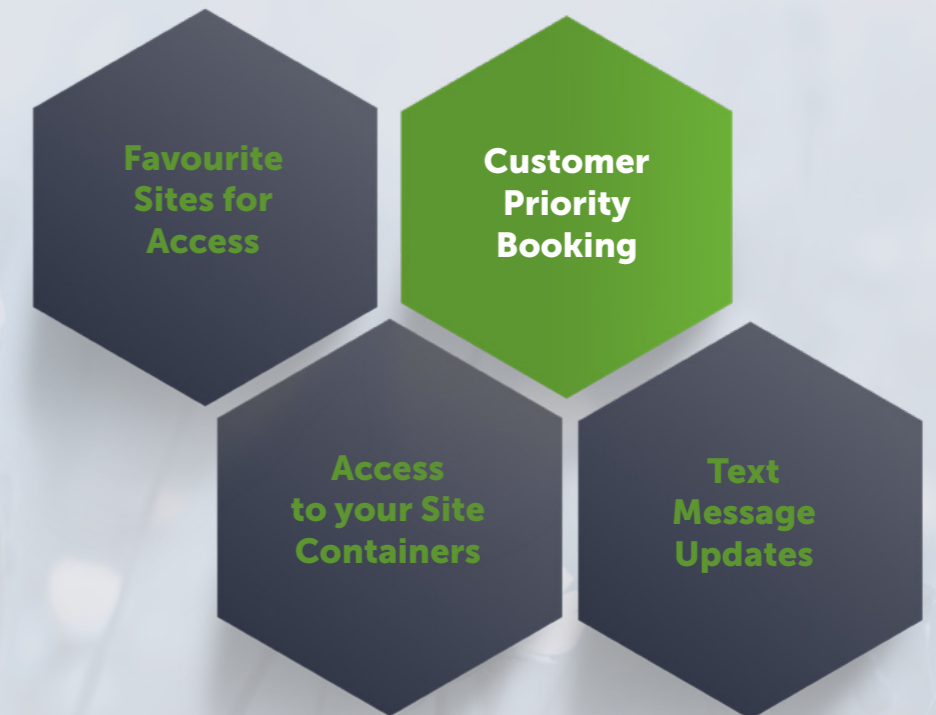 Favourite
Sites for
Access
Customer
Priority
Booking
Access
to your Site
Containers
Text
Message
Updates